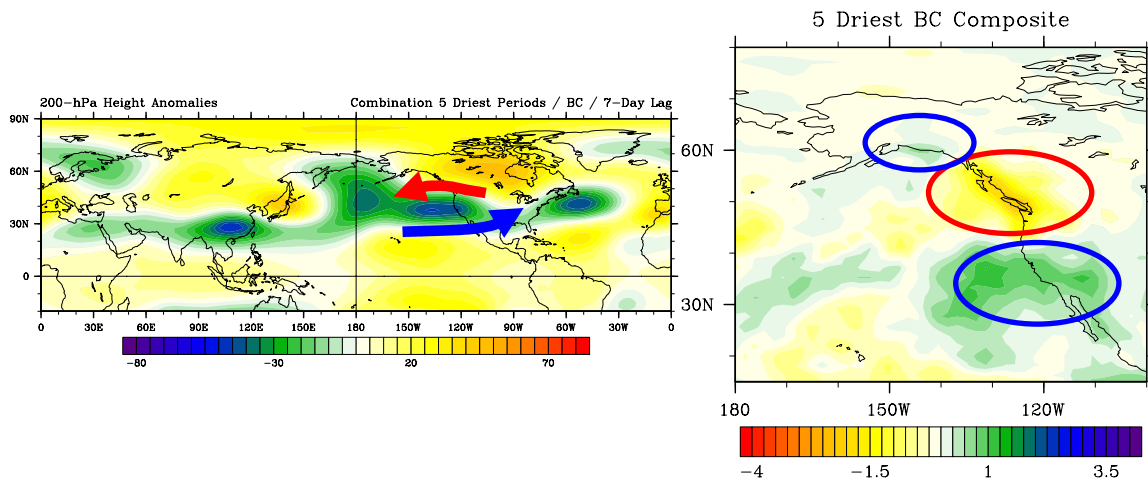 5 Driest BC Composite
200-hPa Height Anomalies
Combination 5 Driest Periods / BC / 7-Day Lag
90N
60N
30N
0
30S
0 30E 60E 90E 120E 150E 180 150W 120W 90W 60W 30W 0
-80 -30 20 70
60N
30N
180 150W 120W
-4 -1.5 1 3.5